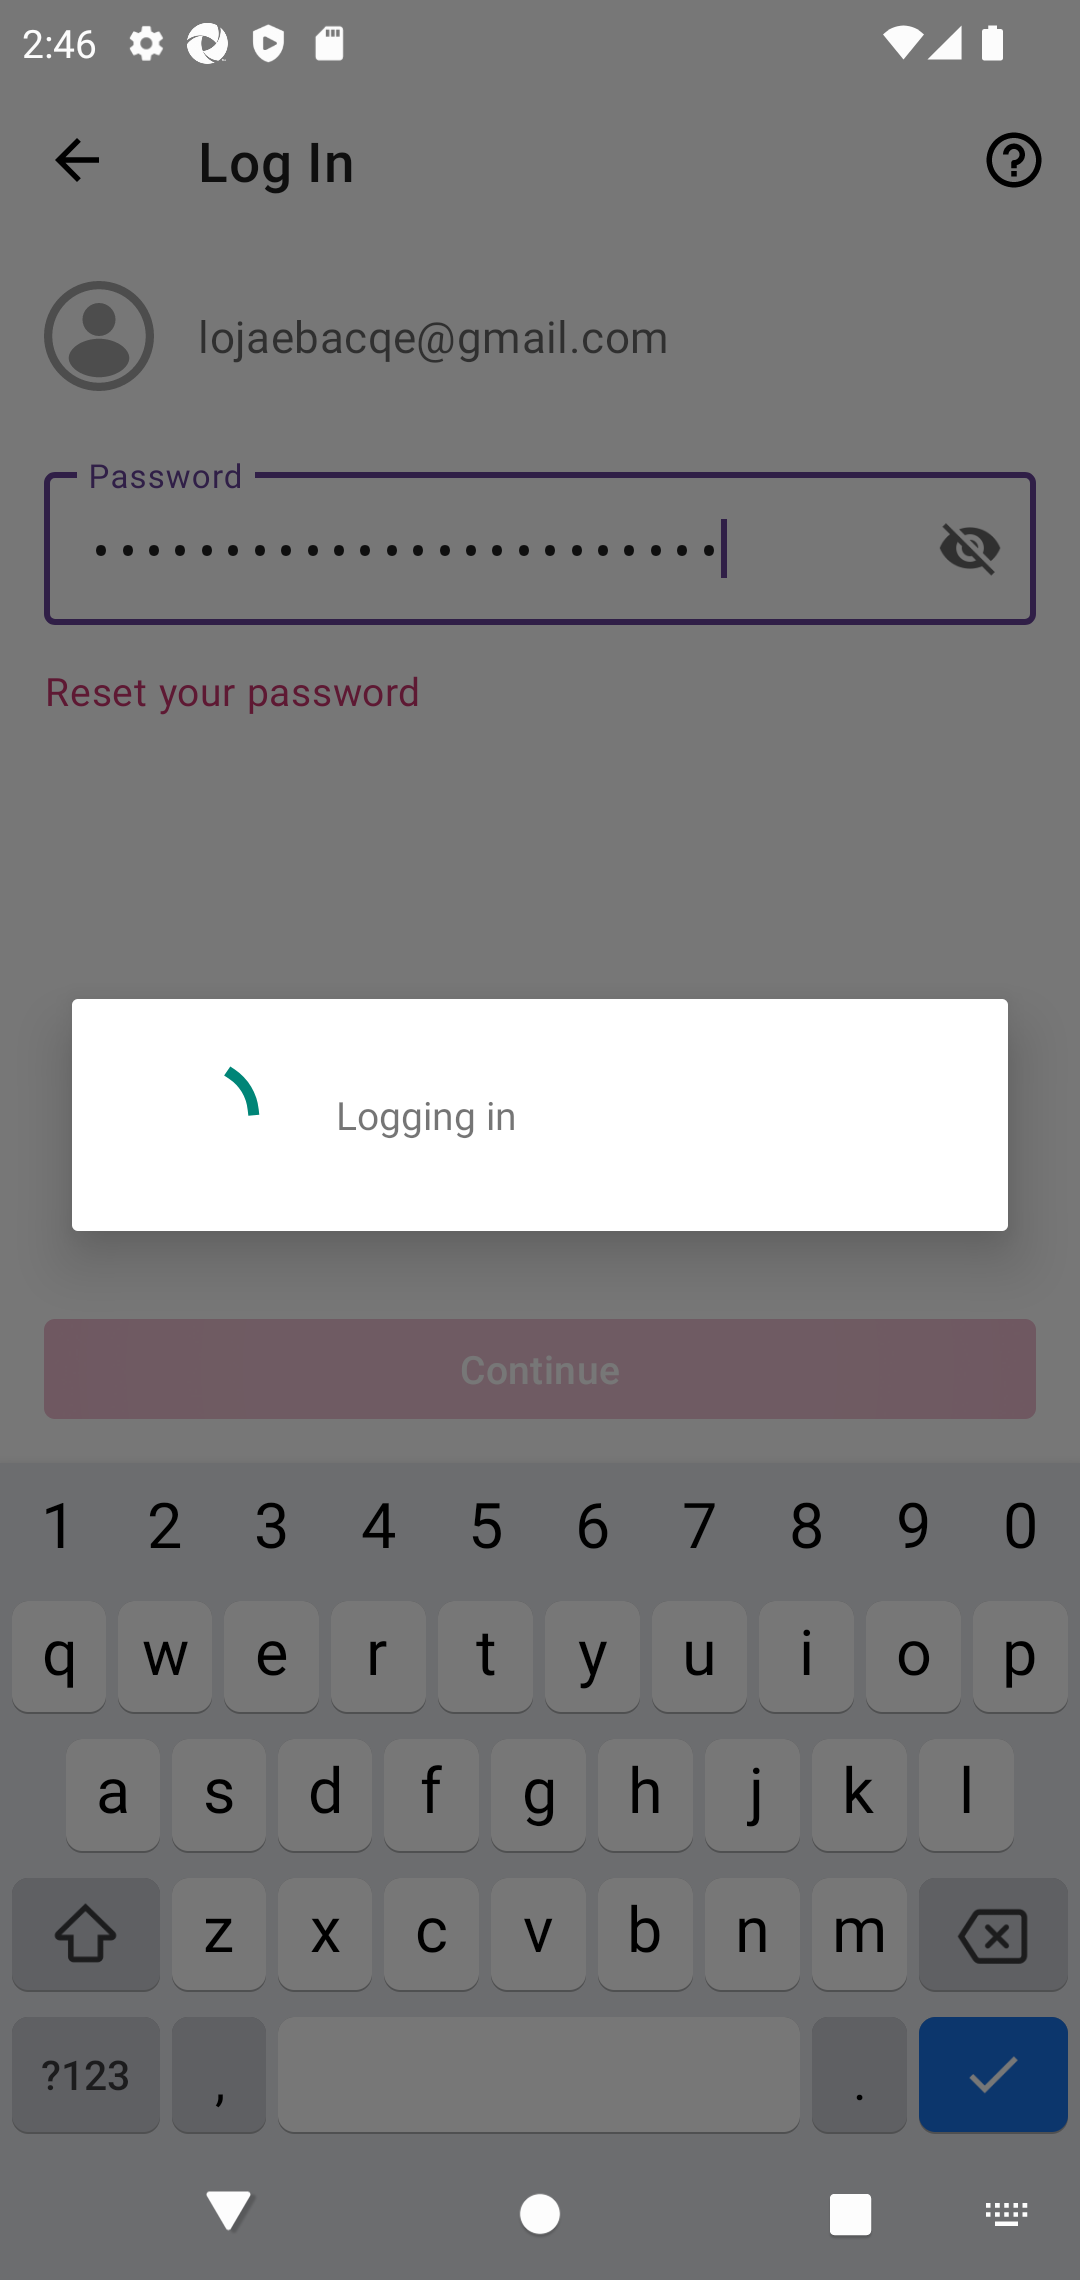 2:46
Log In
lojaebacqe@gmail.com
Password
••••••••••••••••••••••••
Reset your password
Logging in
Continue
1 2 3 4 5 6 7 8 9 0
q w e r t y u i o p
a s d f g h j k l
z x c v b n m
?123 , .